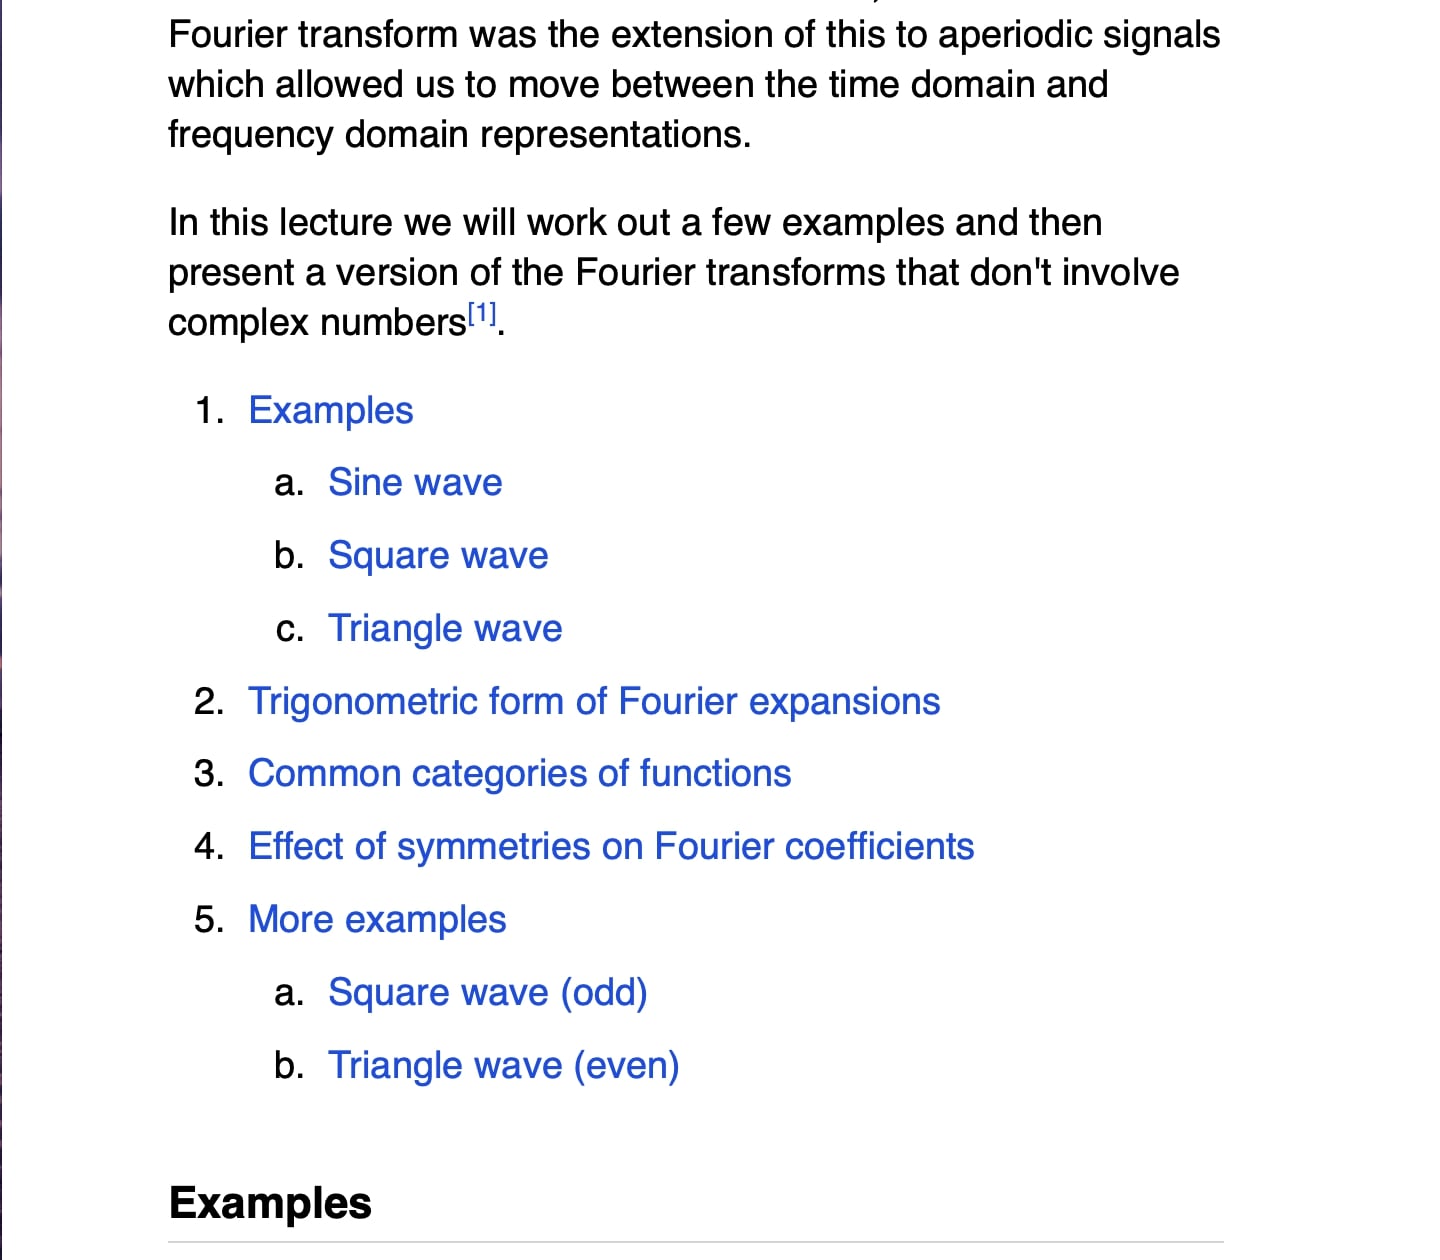 Fourier transform was the extension of this to aperiodic signals
which allowed us to move between the time domain and
frequency domain representations.
In this lecture we will work out a few examples and then
present a version of the Fourier transforms that don't involve
complex numbers[1].
1. Examples
a. Sine wave
b. Square wave
c. Triangle wave
2. Trigonometric form of Fourier expansions
3. Common categories of functions
4. Effect of symmetries on Fourier coefficients
5. More examples
a. Square wave (odd)
b. Triangle wave (even)
Examples